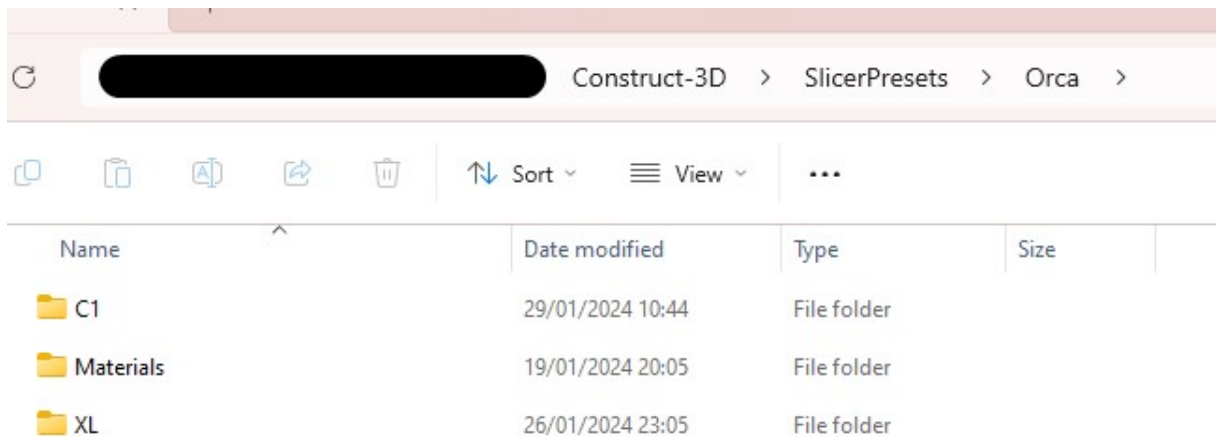 Construct-3D > SlicerPresets > Orca >
Sort View ...
Name Date modified Type Size
C1 29/01/2024 10:44 File folder
Materials 19/01/2024 20:05 File folder
XL 26/01/2024 23:05 File folder